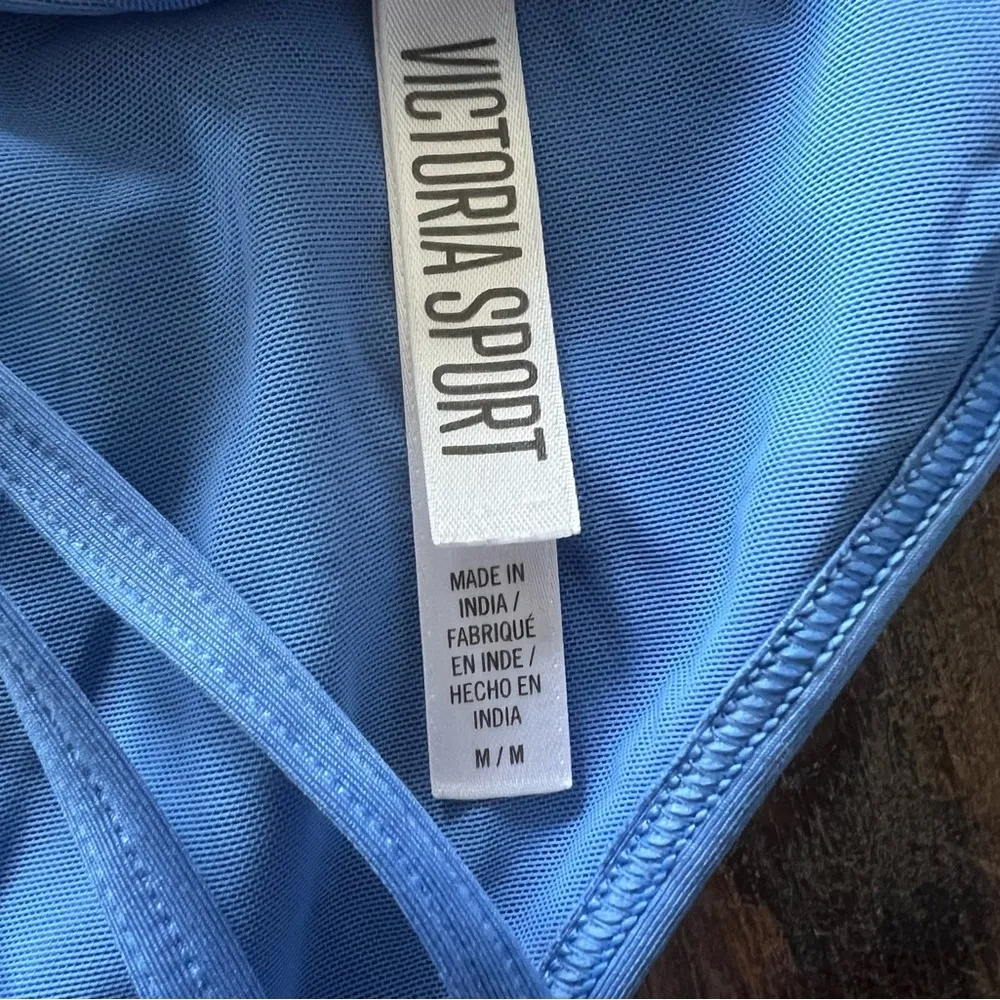 VICTORIA SPORT
MADE IN
INDIA /
FABRIQUÉ
EN INDE /
HECHO EN
INDIA
M / M